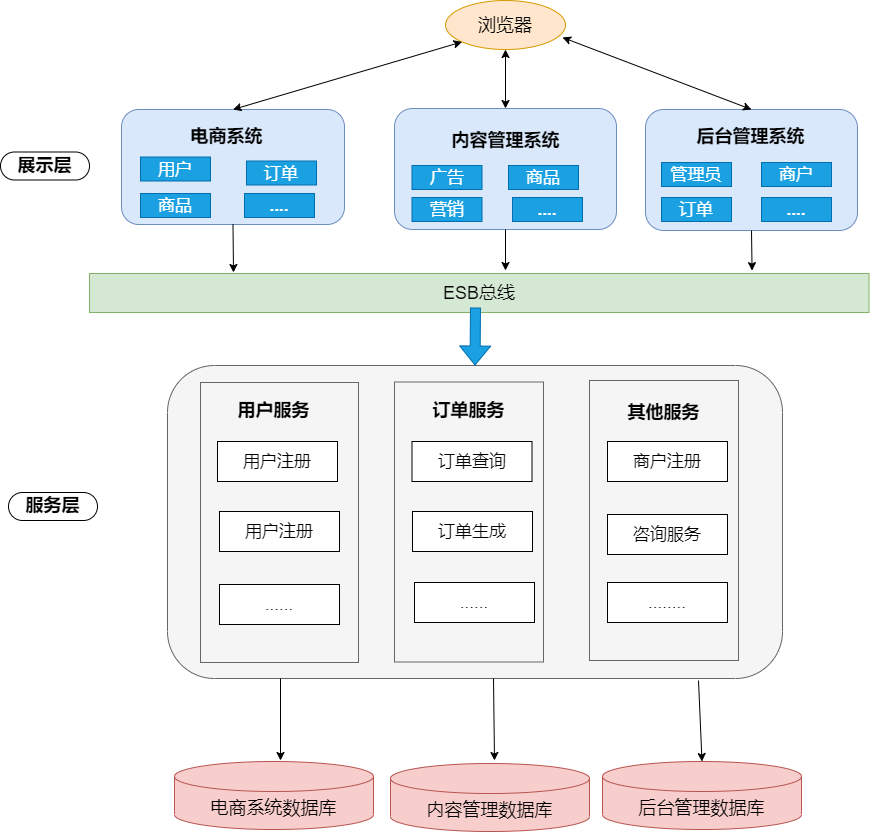 浏览器
电商系统
用户
订单
商品
....
内容管理系统
广告
商品
营销
....
后台管理系统
管理员
商户
订单
....
展示层
ESB总线
服务层
用户服务
用户注册
用户注册
......
订单服务
订单查询
订单生成
......
其他服务
商户注册
咨询服务
........
电商系统数据库
内容管理数据库
后台管理数据库